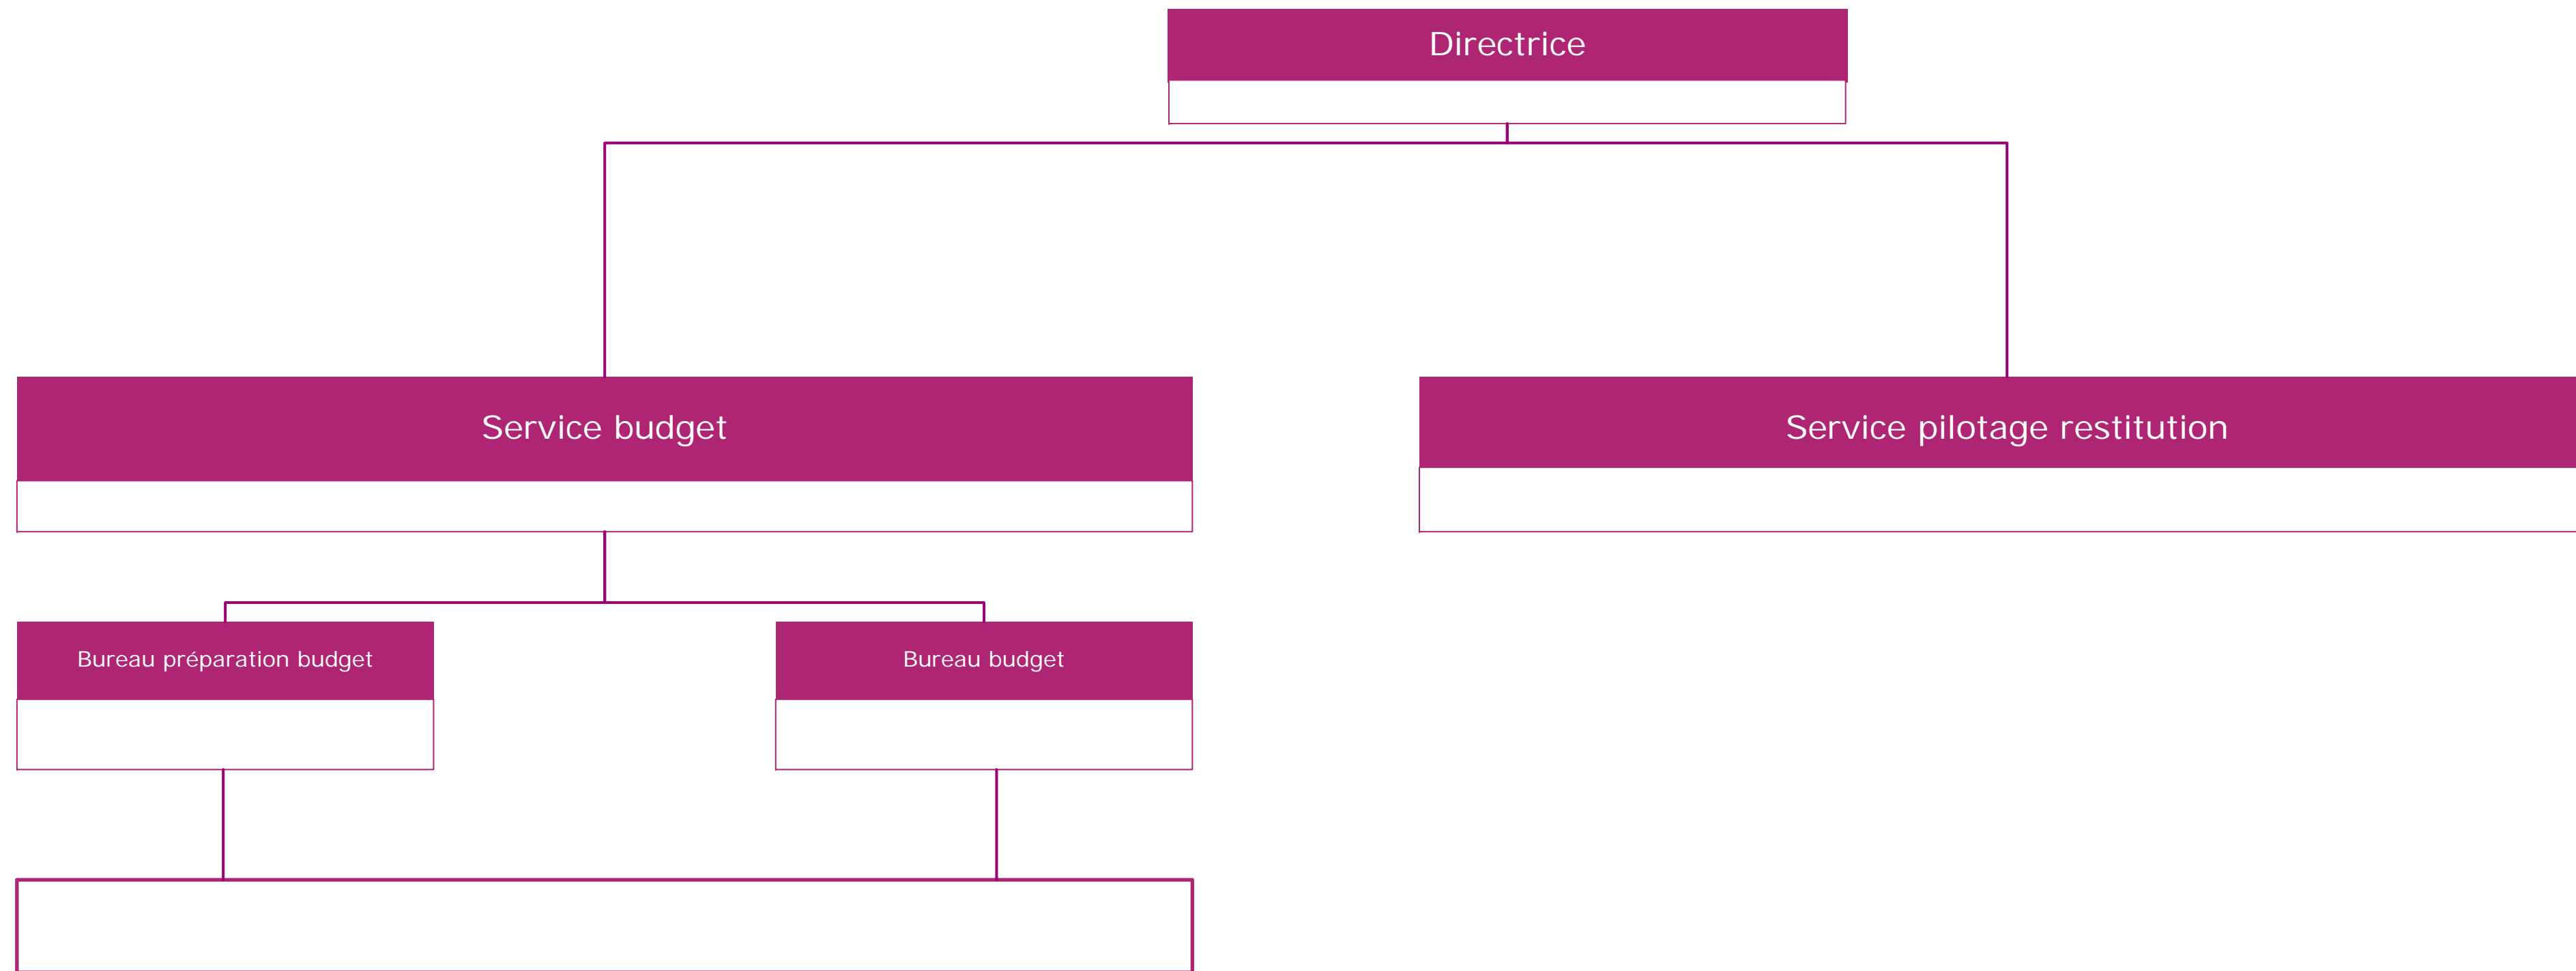 Directrice
Service budget
Service pilotage restitution
Bureau préparation budget
Bureau budget